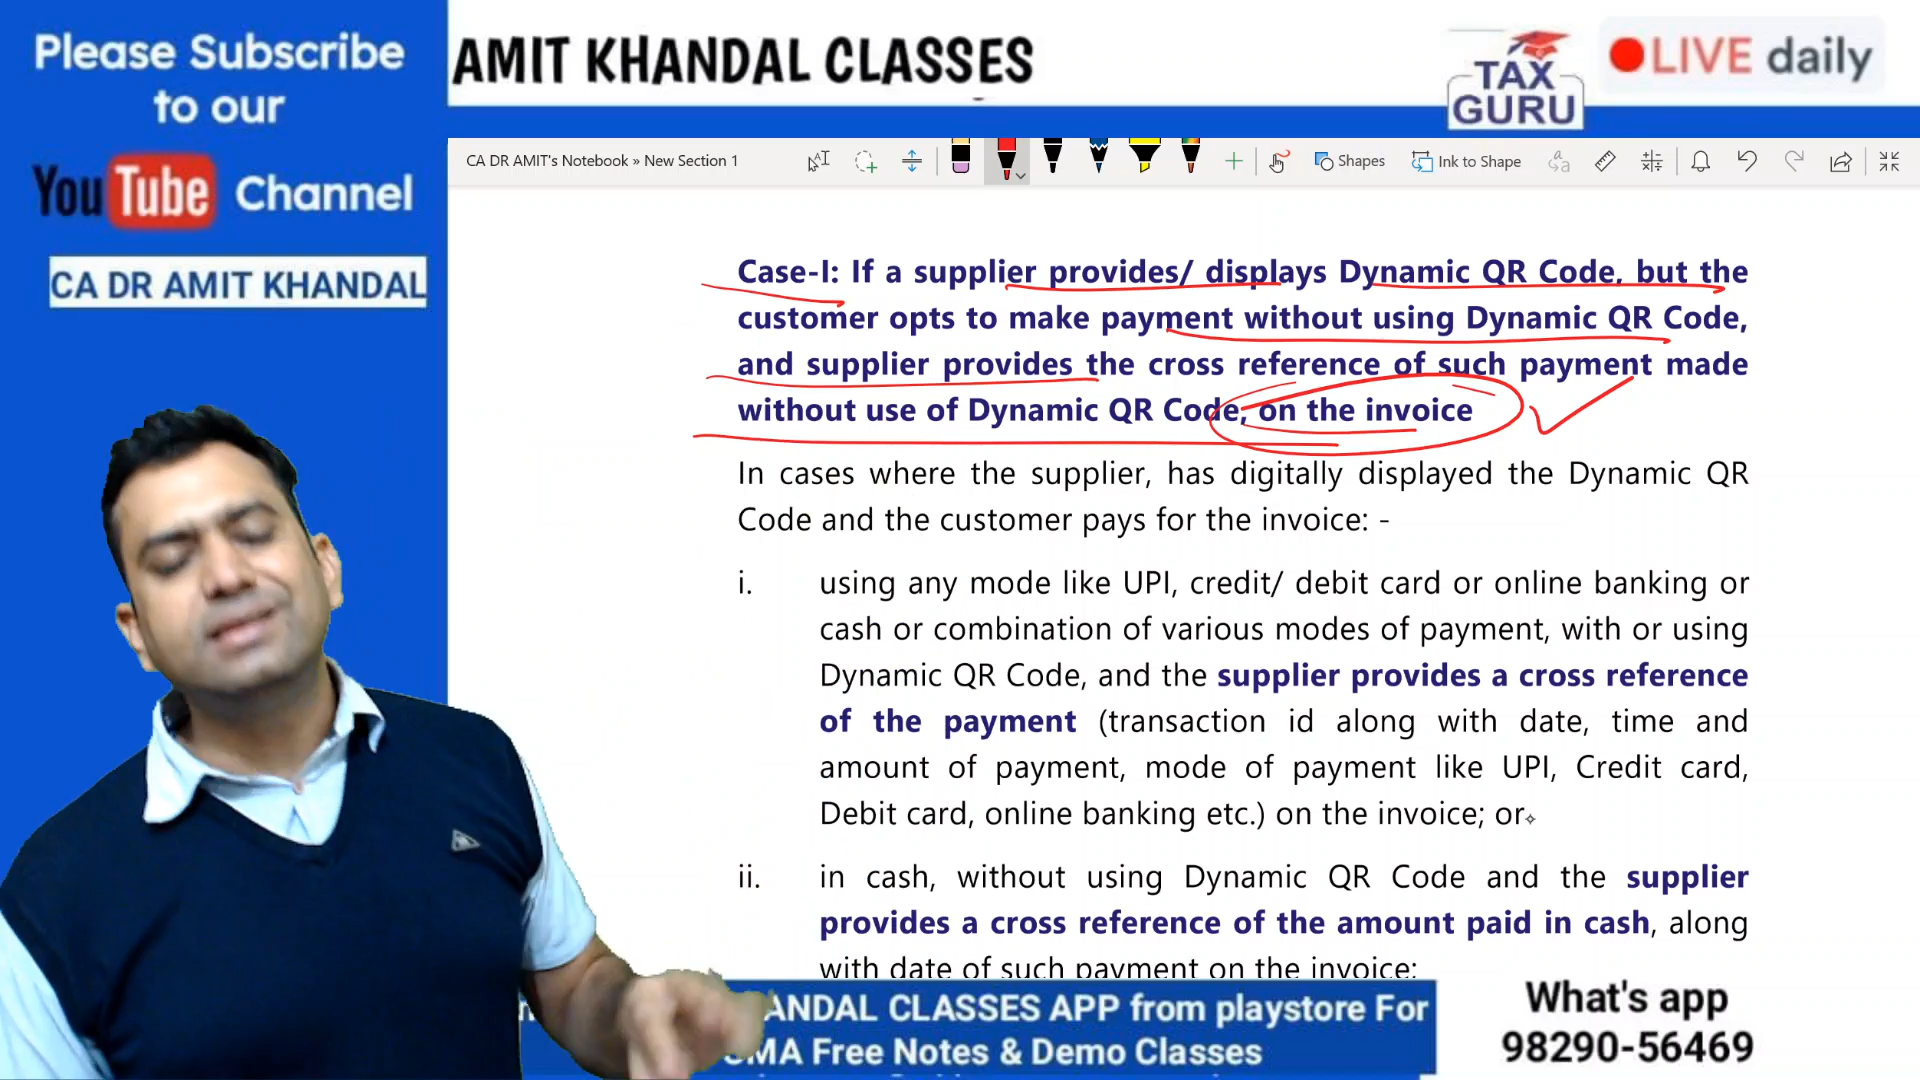 Please Subscribe
to our
YouTube Channel
CA DR AMIT KHANDAL
AMIT KHANDAL CLASSES
TAX
GURU
LIVE daily
CA DR AMIT's Notebook » New Section 1
Shapes
Ink to Shape
Case-I: If a supplier provides/ displays Dynamic QR Code, but the
customer opts to make payment without using Dynamic QR Code,
and supplier provides the cross reference of such payment made
without use of Dynamic QR Code, on the invoice
In cases where the supplier, has digitally displayed the Dynamic QR
Code and the customer pays for the invoice: -
i. using any mode like UPI, credit/ debit card or online banking or
cash or combination of various modes of payment, with or using
Dynamic QR Code, and the supplier provides a cross reference
of the payment (transaction id along with date, time and
amount of payment, mode of payment like UPI, Credit card,
Debit card, online banking etc.) on the invoice; or
ii. in cash, without using Dynamic QR Code and the supplier
provides a cross reference of the amount paid in cash, along
with date of such payment on the invoice;
ANDAL CLASSES APP from playstore For
MA Free Notes & Demo Classes
What's app
98290-56469